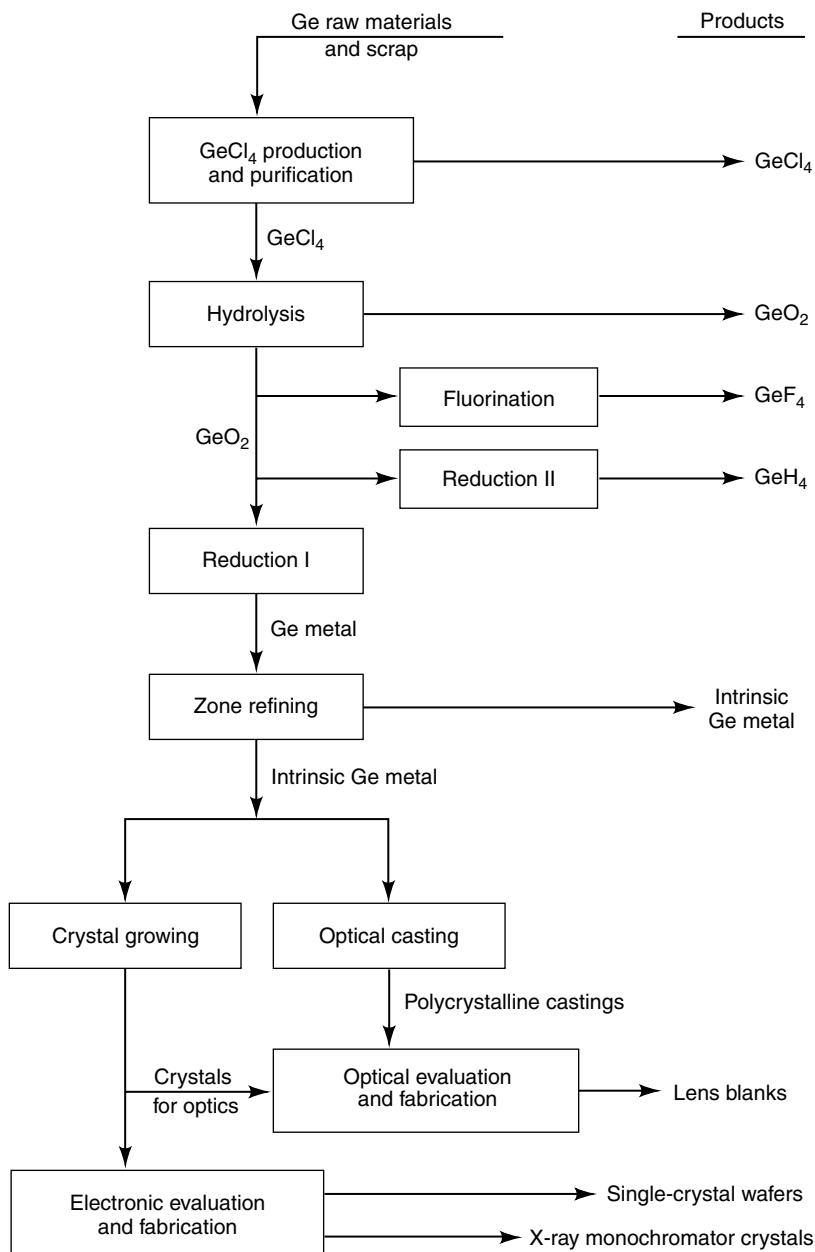 Ge raw materials
and scrap
Products
GeCl₄ production
and purification
GeCl₄
GeCl₄
Hydrolysis
GeO₂
Fluorination
GeF₄
GeO₂
Reduction II
GeH₄
Reduction I
Ge metal
Zone refining
Intrinsic
Ge metal
Intrinsic Ge metal
Crystal growing
Optical casting
Polycrystalline castings
Crystals
for optics
Optical evaluation
and fabrication
Lens blanks
Electronic evaluation
and fabrication
Single-crystal wafers
X-ray monochromator crystals